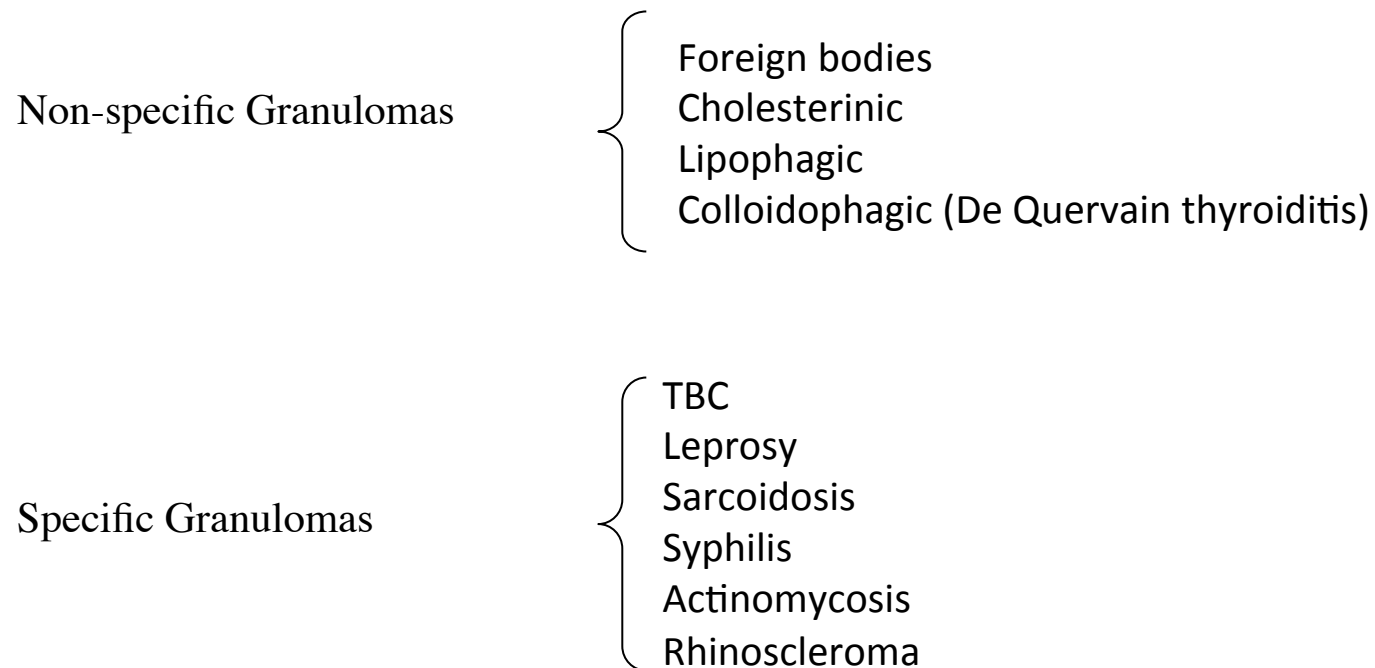 Non-specific Granulomas
Foreign bodies
Cholesterinic
Lipophagic
Colloidophagic (De Quervain thyroiditis)
Specific Granulomas
TBC
Leprosy
Sarcoidosis
Syphilis
Actinomycosis
Rhinoscleroma